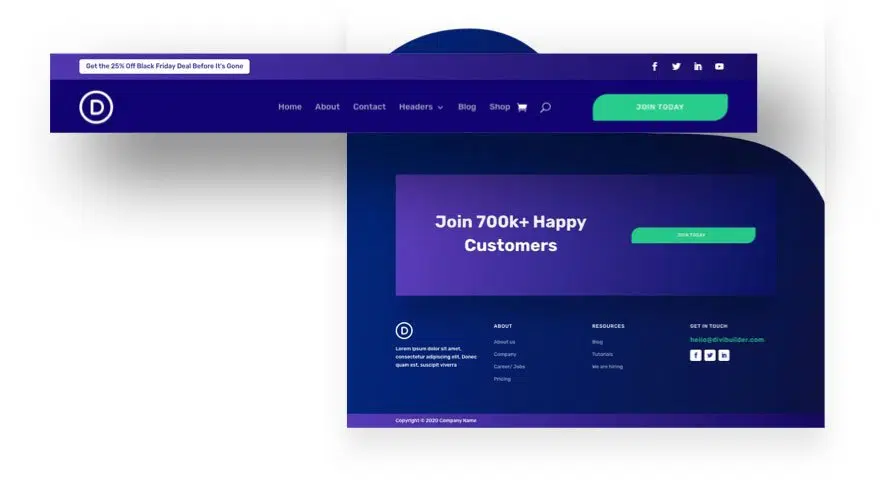 Get the 25% Off Black Friday Deal Before It's Gone
D
Home About Contact Headers Blog Shop
JOIN TODAY
Join 700k+ Happy
Customers
JOIN TODAY
D
Lorem ipsum dolor sit amet,
consectetur adipiscing elit. Donec
quam est, suscipit viverra
ABOUT
About us
Company
Career/ Jobs
Pricing
RESOURCES
Blog
Tutorials
We are hiring
GET IN TOUCH
hello@divibuilder.com
Copyright © 2020 Company Name